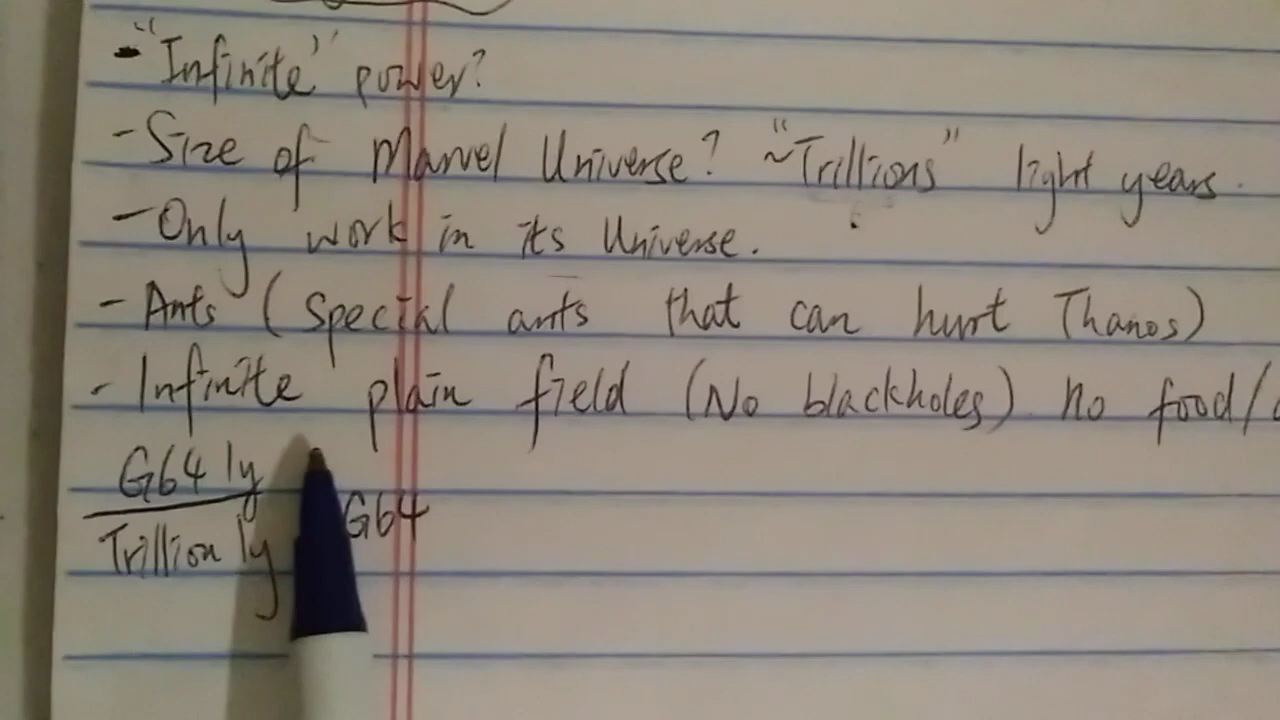 - "Infinite" power?
- Size of Marvel Universe? ~"Trillions" light years.
- Only work in its Universe.
- Ants (special ants that can hurt Thanos)
- Infinite plain field (No blackholes) no food/
G64 ly
Trillion ly
G64